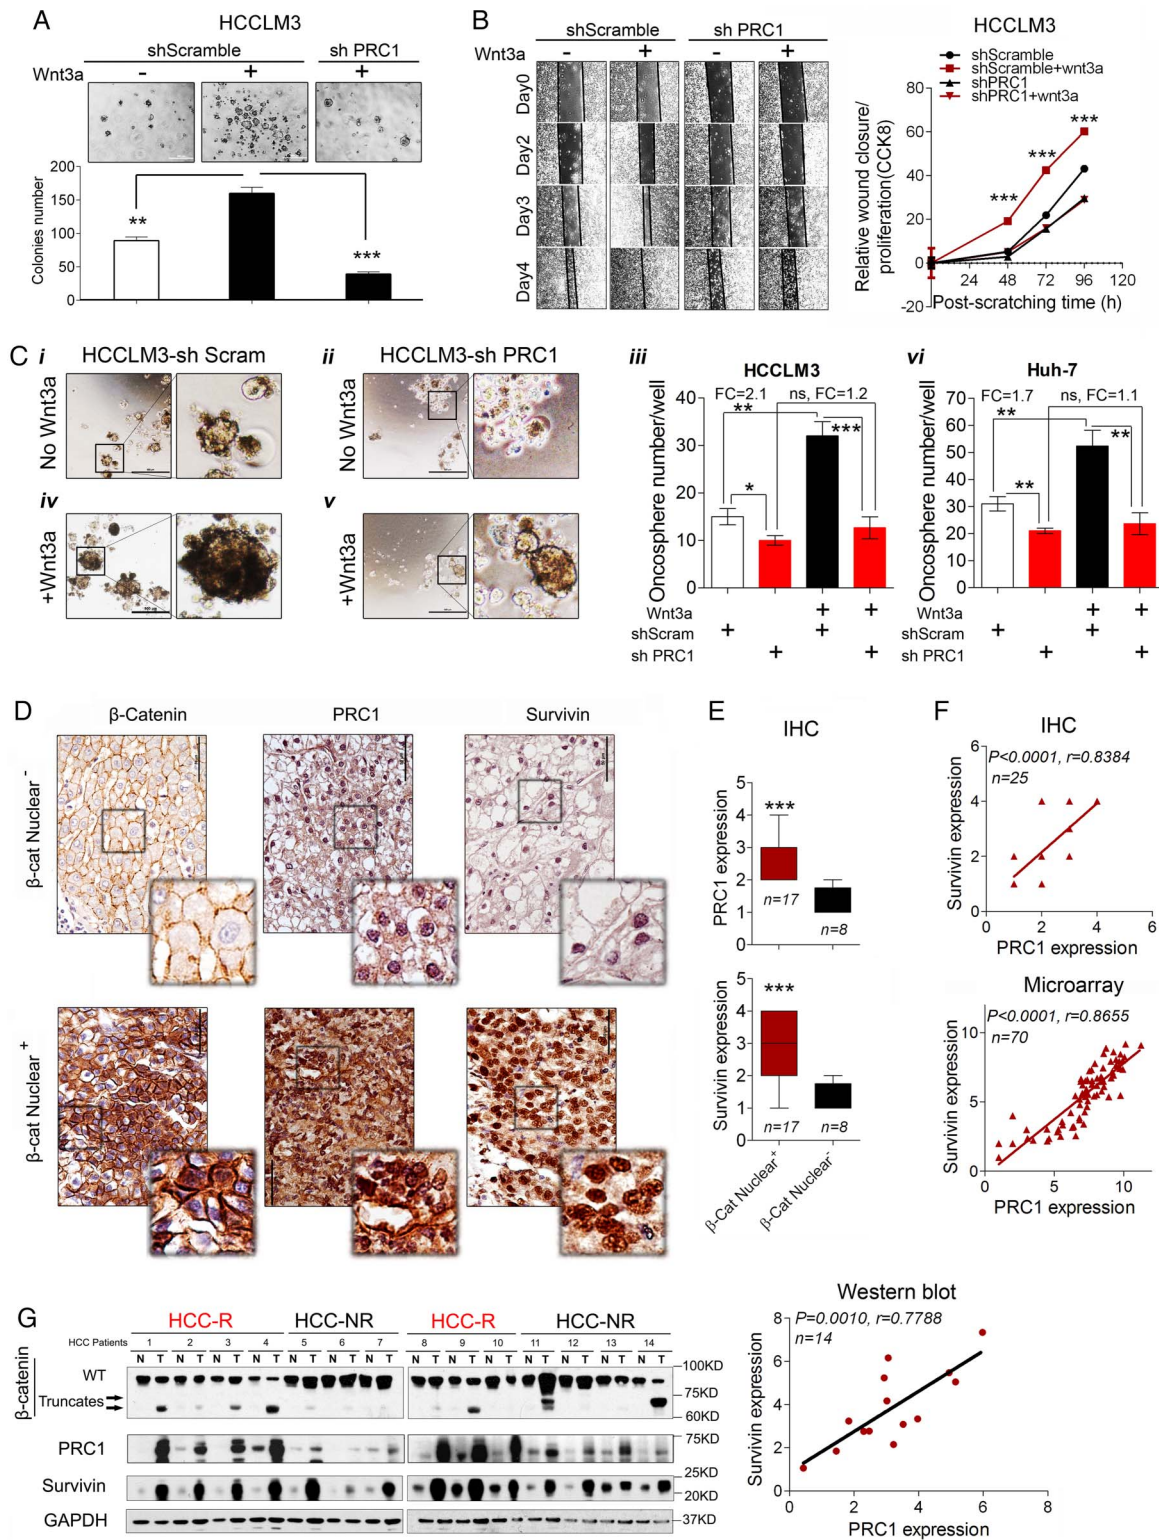 A
HCCLM3
shScramble
sh PRC1
Wnt3a - + +
Colonies number
200
150
100
50
0
**
***
B
shScramble
sh PRC1
Wnt3a - + - +
Day0
Day2
Day3
Day4
HCCLM3
shScramble
shScramble+wnt3a
shPRC1
shPRC1+wnt3a
Relative wound closure/
proliferation(CCK8)
80
60
40
20
0
-20
24 48 72 96 120
***
***
***
Post-scratching time (h)
C
i HCCLM3-sh Scram
ii HCCLM3-sh PRC1
No Wnt3a
No Wnt3a
iv
v
+Wnt3a
+Wnt3a
iii
HCCLM3
Oncosphere number/well
40
30
20
10
0
FC=2.1
ns, FC=1.2
**
***
*
Wnt3a + +
shScram + +
sh PRC1 + +
vi
Huh-7
Oncosphere number/well
70
60
50
40
30
20
10
0
FC=1.7
ns, FC=1.1
**
**
**
Wnt3a + +
shScram + +
sh PRC1 + +
D
β-Catenin
PRC1
Survivin
β-cat Nuclear-
β-cat Nuclear+
E
IHC
PRC1 expression
5
4
3
2
1
0
***
n=17
n=8
Survivin expression
5
4
3
2
1
0
***
n=17
n=8
β-Cat Nuclear+
β-Cat Nuclear-
F
IHC
P<0.0001, r=0.8384
n=25
Survivin expression
6
4
2
0
0 2 4 6
PRC1 expression
Microarray
P<0.0001, r=0.8655
n=70
Survivin expression
10
5
0
0 5 10
PRC1 expression
G
HCC-R
HCC-NR
HCC-R
HCC-NR
HCC Patients 1 2 3 4 5 6 7 8 9 10 11 12 13 14
N T N T N T N T N T N T N T N T N T N T N T N T N T N T
β-catenin
WT
Truncates
100KD
75KD
60KD
PRC1
75KD
Survivin
25KD
20KD
GAPDH
37KD
Western blot
P=0.0010, r=0.7788
n=14
Survivin expression
8
6
4
2
0
0 2 4 6 8
PRC1 expression